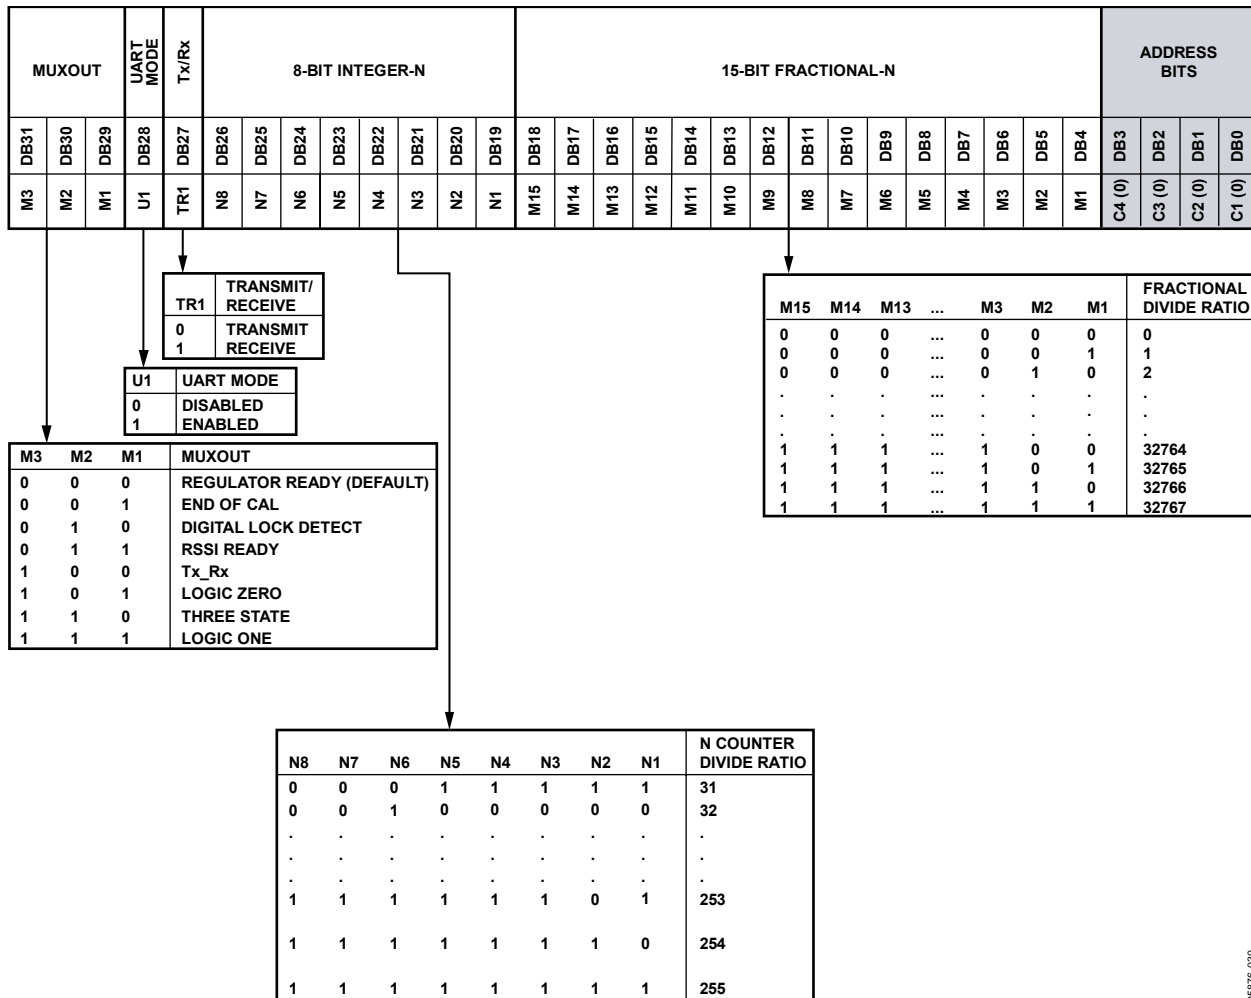 MUXOUT UART MODE Tx/Rx 8-BIT INTEGER-N 15-BIT FRACTIONAL-N ADDRESS BITS
DB31 DB30 DB29 DB28 DB27 DB26 DB25 DB24 DB23 DB22 DB21 DB20 DB19 DB18 DB17 DB16 DB15 DB14 DB13 DB12 DB11 DB10 DB9 DB8 DB7 DB6 DB5 DB4 DB3 DB2 DB1 DB0
M3 M2 M1 U1 TR1 N8 N7 N6 N5 N4 N3 N2 N1 M15 M14 M13 M12 M11 M10 M9 M8 M7 M6 M5 M4 M3 M2 M1 C4 (0) C3 (0) C2 (0) C1 (0)
TR1 TRANSMIT/
RECEIVE
0 TRANSMIT
1 RECEIVE
U1 UART MODE
0 DISABLED
1 ENABLED
M3 M2 M1 MUXOUT
0 0 0 REGULATOR READY (DEFAULT)
0 0 1 END OF CAL
0 1 0 DIGITAL LOCK DETECT
0 1 1 RSSI READY
1 0 0 Tx_Rx
1 0 1 LOGIC ZERO
1 1 0 THREE STATE
1 1 1 LOGIC ONE
M15 M14 M13 ... M3 M2 M1 FRACTIONAL
DIVIDE RATIO
0 0 0 ... 0 0 0 0
0 0 0 ... 0 0 1 1
0 0 0 ... 0 1 0 2
. . . ... . . . .
. . . ... . . . .
. . . ... . . . .
1 1 1 ... 1 0 0 32764
1 1 1 ... 1 0 1 32765
1 1 1 ... 1 1 0 32766
1 1 1 ... 1 1 1 32767
N8 N7 N6 N5 N4 N3 N2 N1 N COUNTER
DIVIDE RATIO
0 0 0 1 1 1 1 1 31
0 0 1 0 0 0 0 0 32
. . . . . . . . .
. . . . . . . . .
. . . . . . . . .
1 1 1 1 1 1 0 1 253
1 1 1 1 1 1 1 0 254
1 1 1 1 1 1 1 1 255